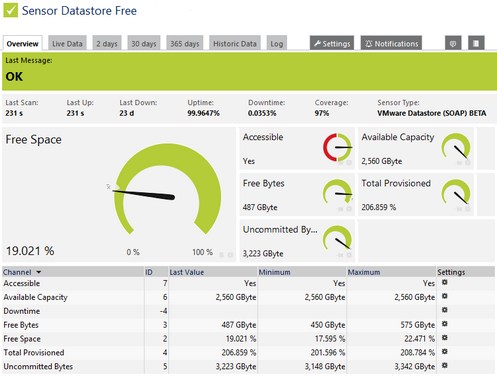 Sensor Datastore Free
Overview Live Data 2 days 30 days 365 days Historic Data Log Settings Notifications
Last Message:
OK
Last Scan: Last Up: Last Down: Uptime: Downtime: Coverage: Sensor Type:
231 s 231 s 23 d 99.9647% 0.0353% 97% VMware Datastore (SOAP) BETA
Free Space
%
19.021 %
0 % 100 %
Accessible
Yes
Available Capacity
2,560 GByte
Free Bytes
487 GByte
Total Provisioned
206.859 %
Uncommitted By...
3,223 GByte
Channel ID Last Value Minimum Maximum Settings
Accessible 7 Yes Yes Yes
Available Capacity 6 2,560 GByte 2,560 GByte 2,560 GByte
Downtime -4
Free Bytes 3 487 GByte 450 GByte 575 GByte
Free Space 2 19.021 % 17.595 % 22.471 %
Total Provisioned 4 206.859 % 201.596 % 208.784 %
Uncommitted Bytes 5 3,223 GByte 3,148 GByte 3,342 GByte